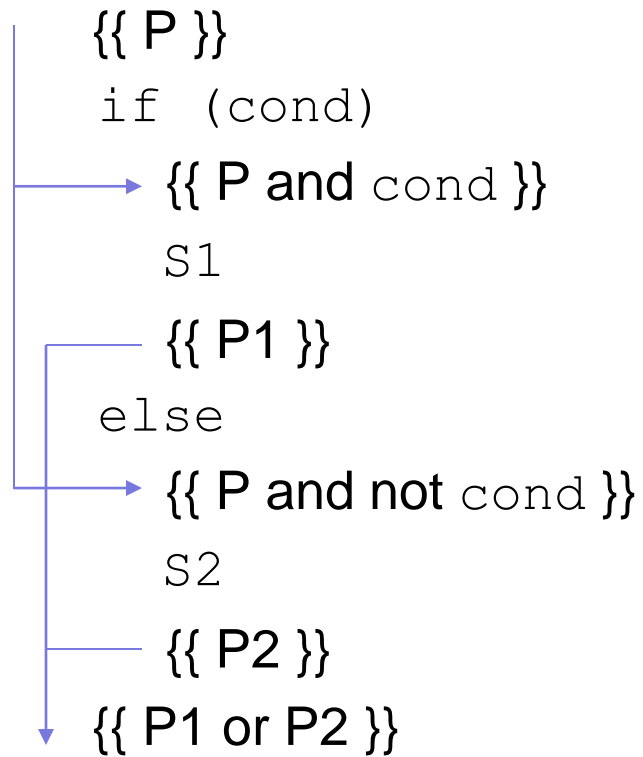 {{ P }}
if (cond)
{{ P and cond }}
S1
{{ P1 }}
else
{{ P and not cond }}
S2
{{ P2 }}
{{ P1 or P2 }}